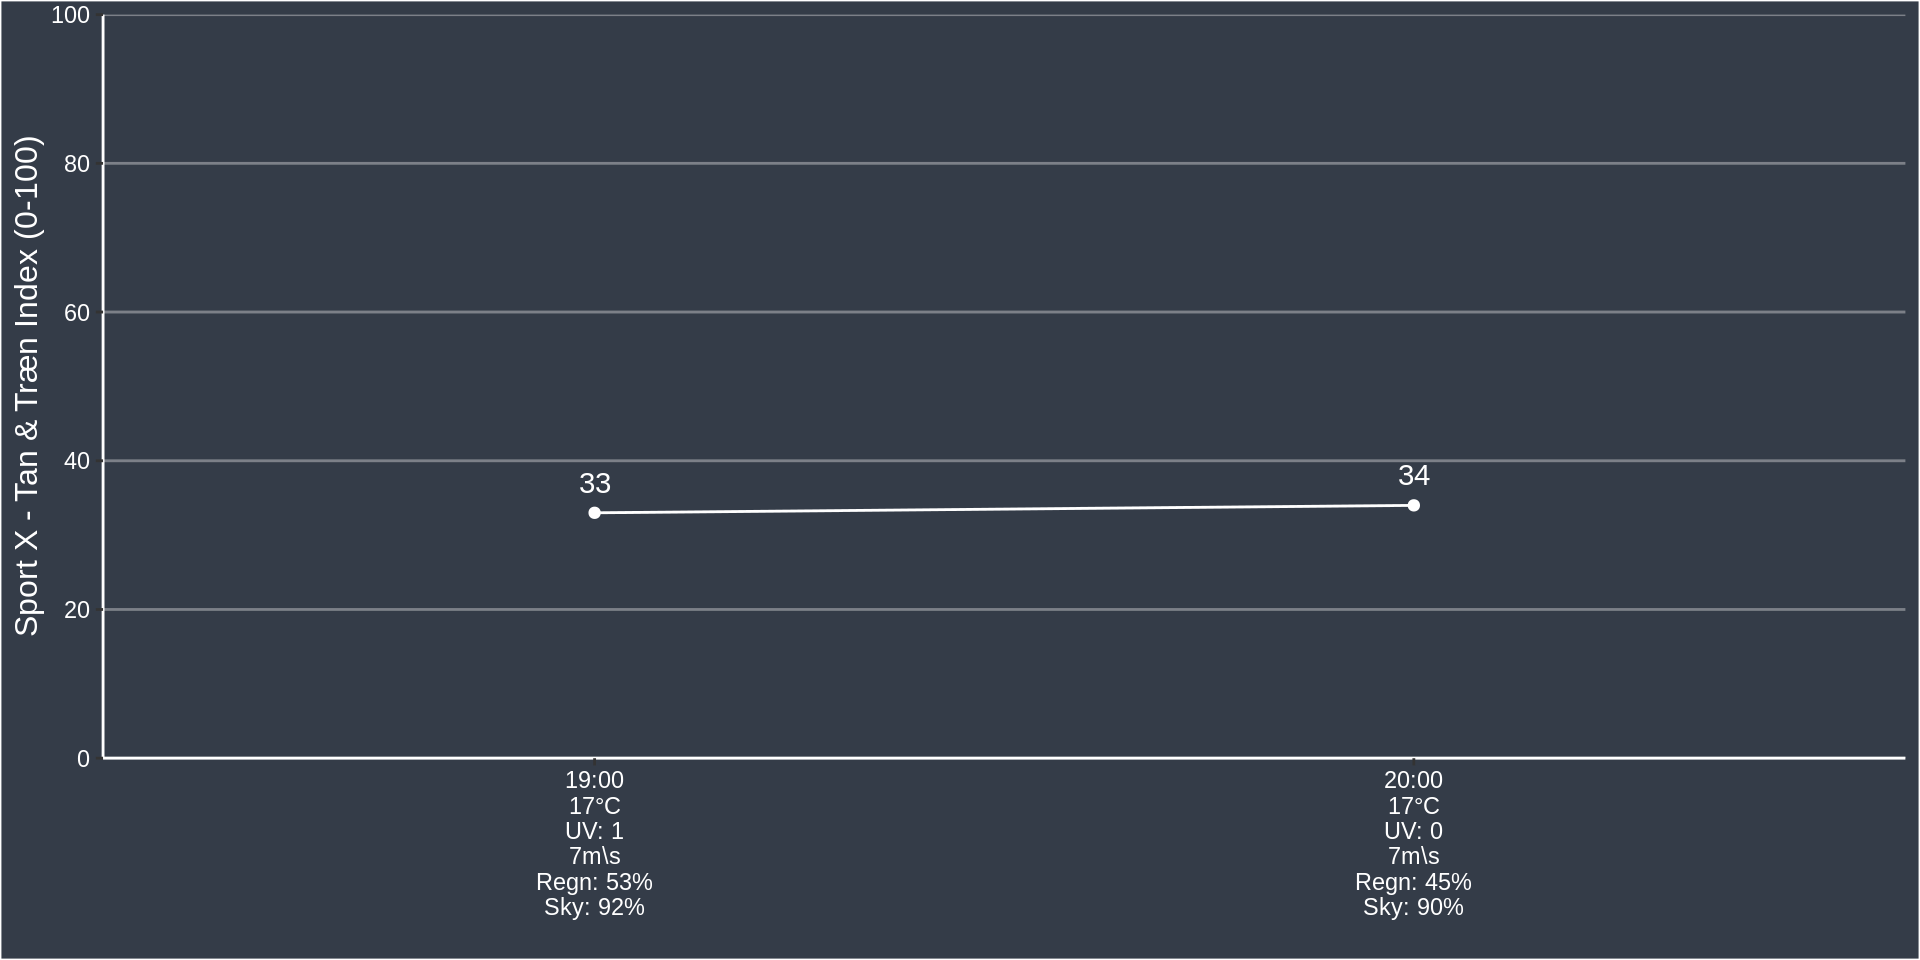 Sport X - Tan & Træn Index (0-100)
100
80
60
40
20
0
33
34
19:00
17°C
UV: 1
7m\s
Regn: 53%
Sky: 92%
20:00
17°C
UV: 0
7m\s
Regn: 45%
Sky: 90%